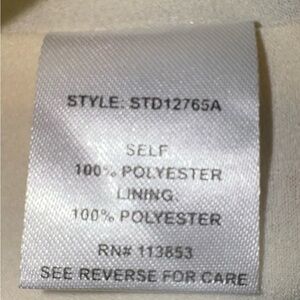 STYLE: STD12765A
SELF:
100% POLYESTER
LINING:
100% POLYESTER
RN# 113853
SEE REVERSE FOR CARE